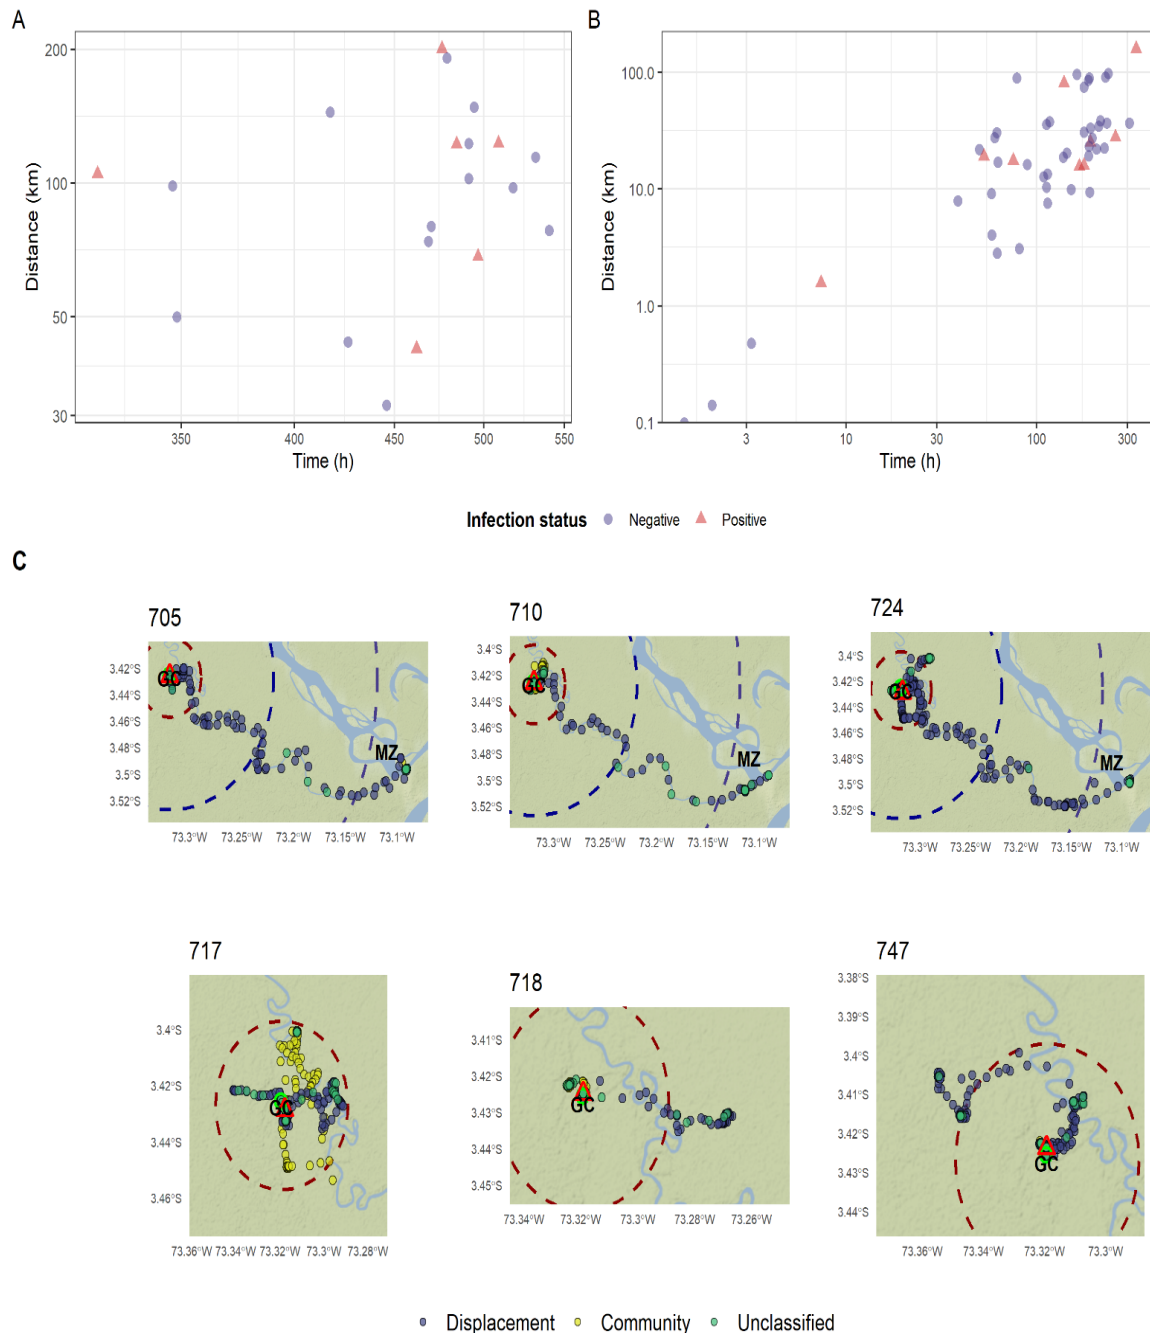 A
B
200
100
50
30
Distance (km)
350
400
450
500
550
Time (h)
100.0
10.0
1.0
0.1
Distance (km)
3
10
30
100
300
Time (h)
Infection status
Negative
Positive
C
705
3.42°S
3.44°S
3.46°S
3.48°S
3.5°S
3.52°S
GC
MZ
73.3°W
73.25°W
73.2°W
73.15°W
73.1°W
710
3.4°S
3.42°S
3.44°S
3.46°S
3.48°S
3.5°S
3.52°S
GC
MZ
73.3°W
73.25°W
73.2°W
73.15°W
73.1°W
724
3.4°S
3.42°S
3.44°S
3.46°S
3.48°S
3.5°S
3.52°S
GC
MZ
73.3°W
73.25°W
73.2°W
73.15°W
73.1°W
717
3.4°S
3.42°S
3.44°S
3.46°S
GC
73.36°W
73.34°W
73.32°W
73.3°W
73.28°W
718
3.41°S
3.42°S
3.43°S
3.44°S
3.45°S
GC
73.34°W
73.32°W
73.3°W
73.28°W
73.26°W
747
3.38°S
3.39°S
3.4°S
3.41°S
3.42°S
3.43°S
3.44°S
GC
73.36°W
73.34°W
73.32°W
73.3°W
Displacement
Community
Unclassified